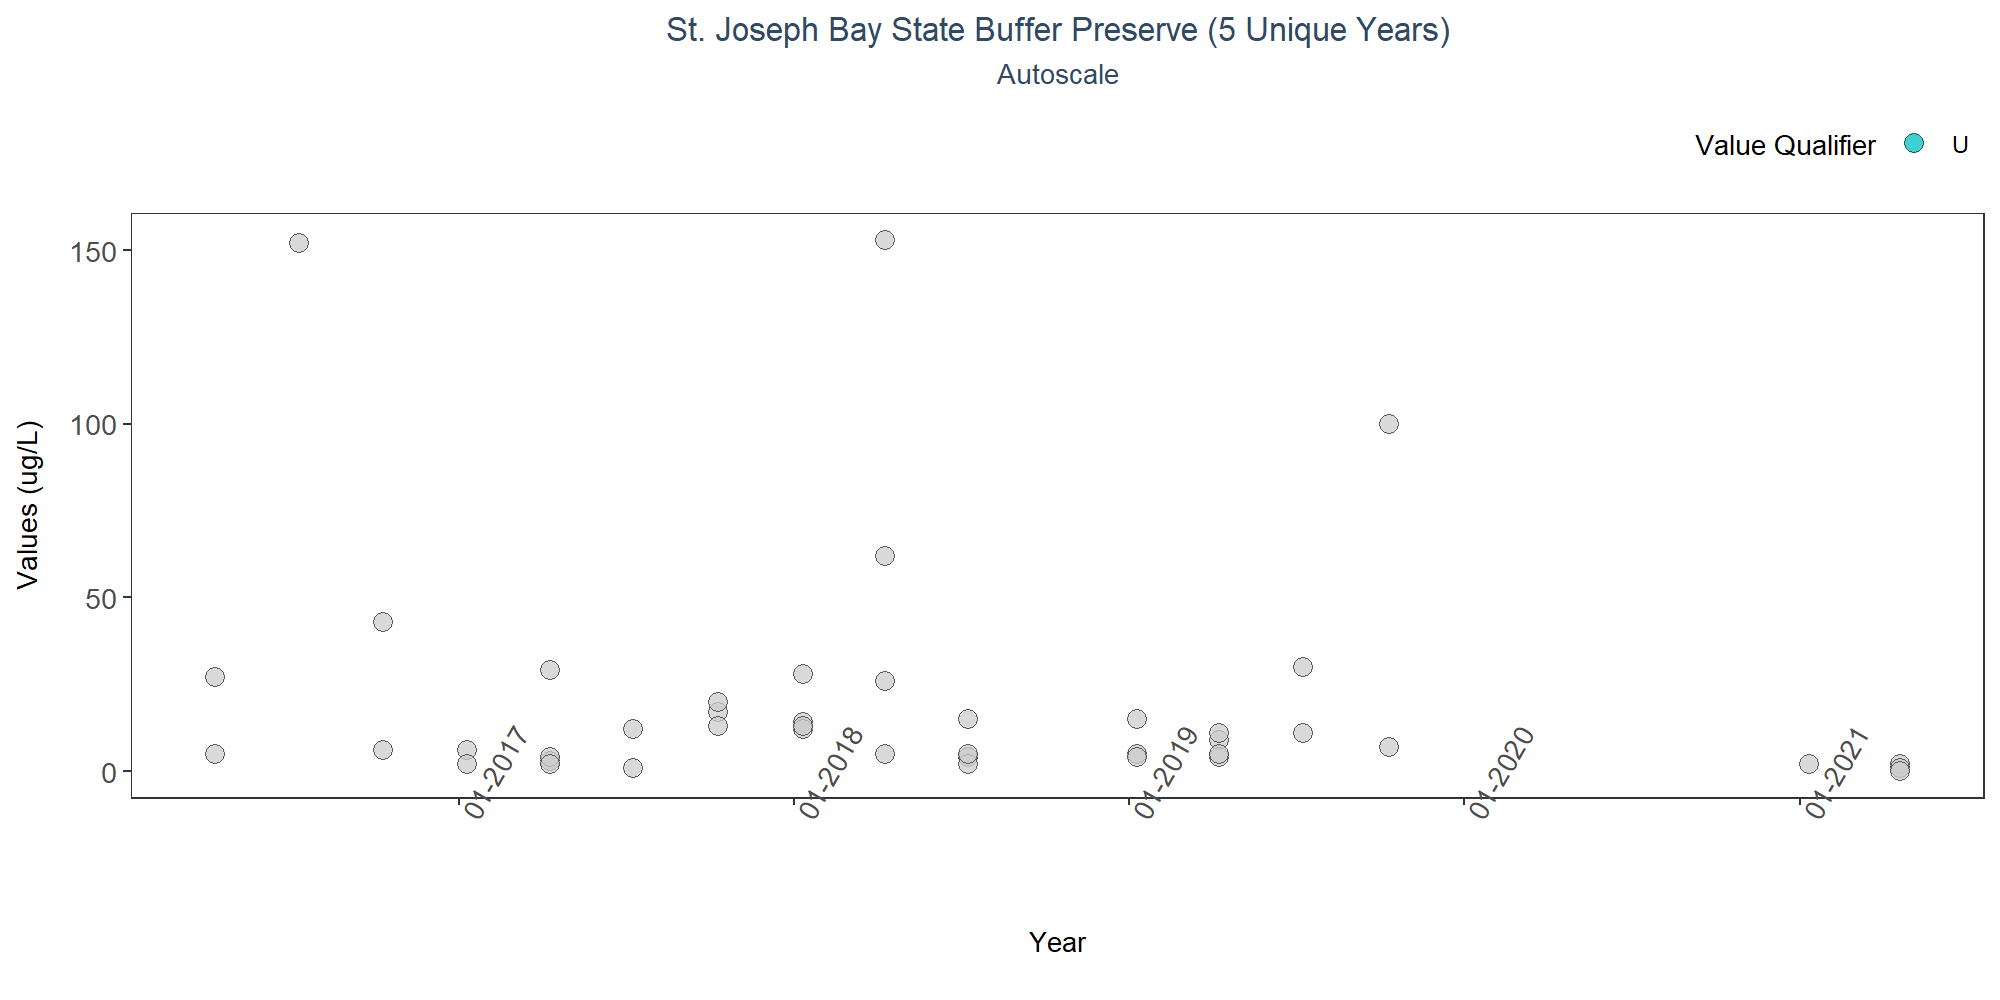 St. Joseph Bay State Buffer Preserve (5 Unique Years)
Autoscale
Value Qualifier U
150
100
50
0
Values (ug/L)
01-2017
01-2018
01-2019
01-2020
01-2021
Year